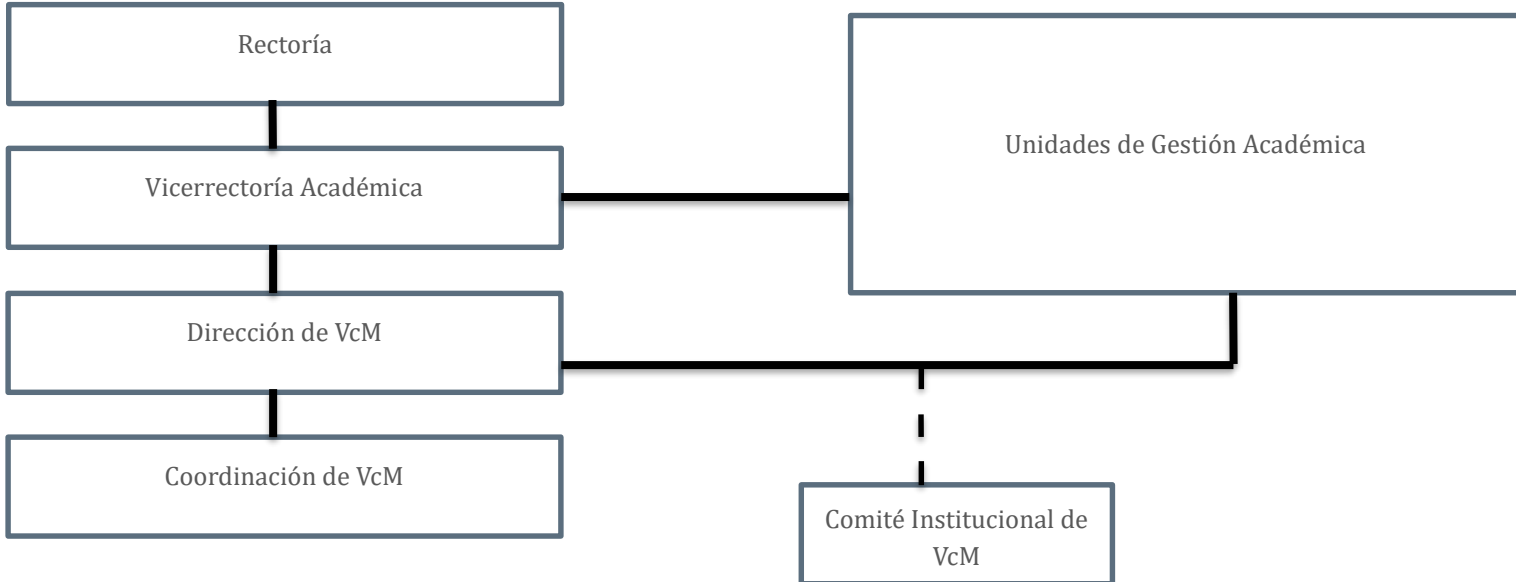 Rectoría
Unidades de Gestión Académica
Vicerrectoría Académica
Dirección de VcM
Coordinación de VcM
Comité Institucional de
VcM